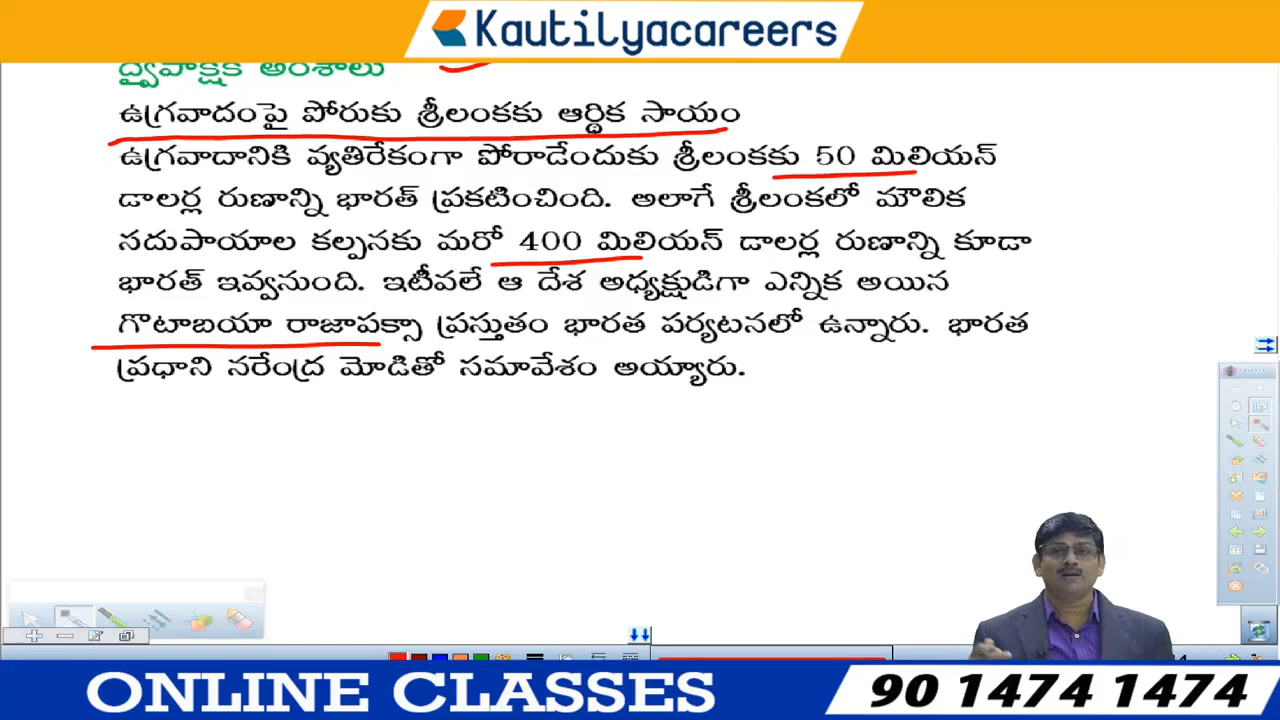 Kautilyacareers
ద్వైపాక్షిక అంశాలు
ఉగ్రవాదంపై పోరుకు శ్రీలంకకు ఆర్థిక సాయం
ఉగ్రవాదానికి వ్యతిరేకంగా పోరాడేందుకు శ్రీలంకకు 50 మిలియన్
డాలర్ల రుణాన్ని భారత్ ప్రకటించింది. అలాగే శ్రీలంకలో మౌలిక
సదుపాయాల కల్పనకు మరో 400 మిలియన్ డాలర్ల రుణాన్ని కూడా
భారత్ ఇవ్వనుంది. ఇటీవలే ఆ దేశ అధ్యక్షుడిగా ఎన్నిక అయిన
గొటాబయా రాజాపక్సా ప్రస్తుతం భారత పర్యటనలో ఉన్నారు. భారత
ప్రధాని నరేంద్ర మోడితో సమావేశం అయ్యారు.
ONLINE CLASSES
90 1474 1474